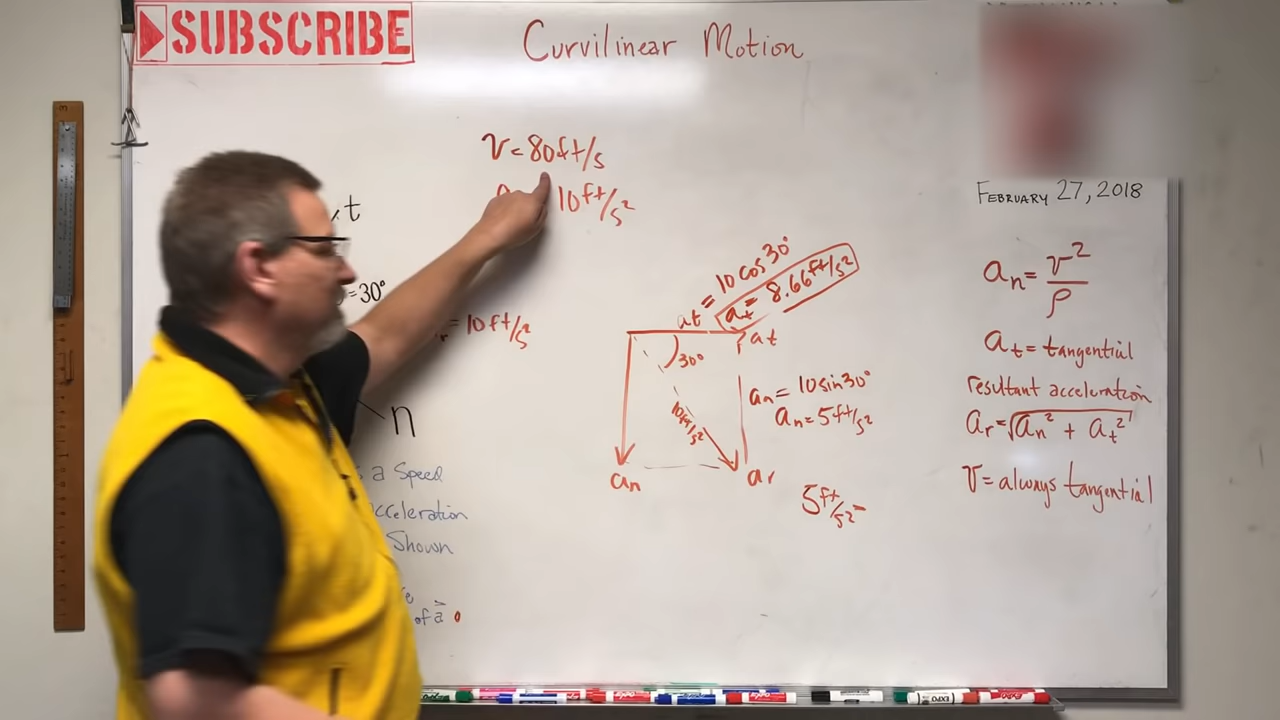 SUBSCRIBE
Curvilinear Motion
v = 80 ft/s
10 ft/s²
t
= 30°
r = 10 ft/s²
n
a Speed
Shown
of a
= 10 cos 30°
at = 8.66 ft/s²
at
at
30°
10 ft/s²
an = 10 sin 30°
an = 5 ft/s²
an
ar
5 ft/s²
FEBRUARY 27, 2018
an = v²/ρ
at = tangential
resultant acceleration
ar = √an² + at²
v = always tangential
EXPO